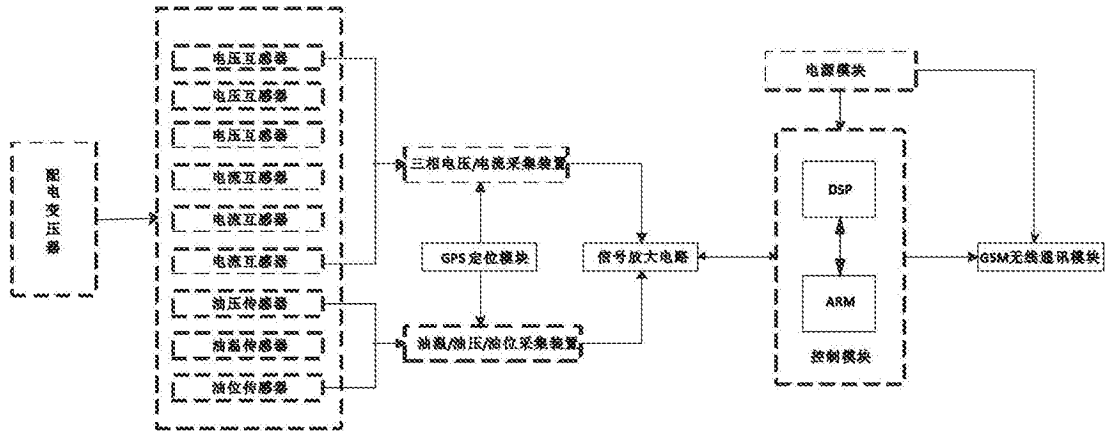 配电变压器
电压互感器
电压互感器
电压互感器
电流互感器
电流互感器
电流互感器
油压传感器
油温传感器
油位传感器
三相电压/电流采集装置
GPS定位模块
油温/油压/油位采集装置
信号放大电路
电源模块
DSP
ARM
控制模块
GSM无线通讯模块